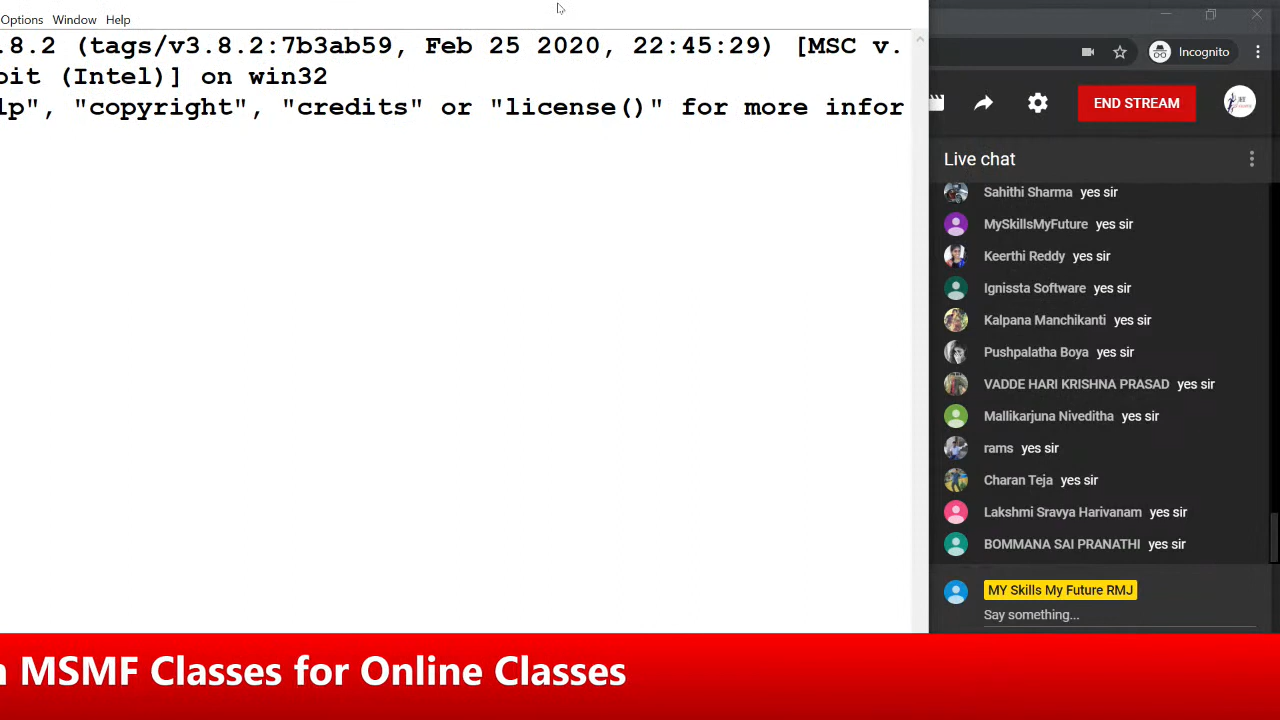 Options Window Help
.8.2 (tags/v3.8.2:7b3ab59, Feb 25 2020, 22:45:29) [MSC v.
bit (Intel)] on win32
lp", "copyright", "credits" or "license()" for more infor
Incognito
END STREAM
Live chat
Sahithi Sharma yes sir
MySkillsMyFuture yes sir
Keerthi Reddy yes sir
Ignissta Software yes sir
Kalpana Manchikanti yes sir
Pushpalatha Boya yes sir
VADDE HARI KRISHNA PRASAD yes sir
Mallikarjuna Niveditha yes sir
rams yes sir
Charan Teja yes sir
Lakshmi Sravya Harivanam yes sir
BOMMANA SAI PRANATHI yes sir
MY Skills My Future RMJ
Say something...
MSMF Classes for Online Classes